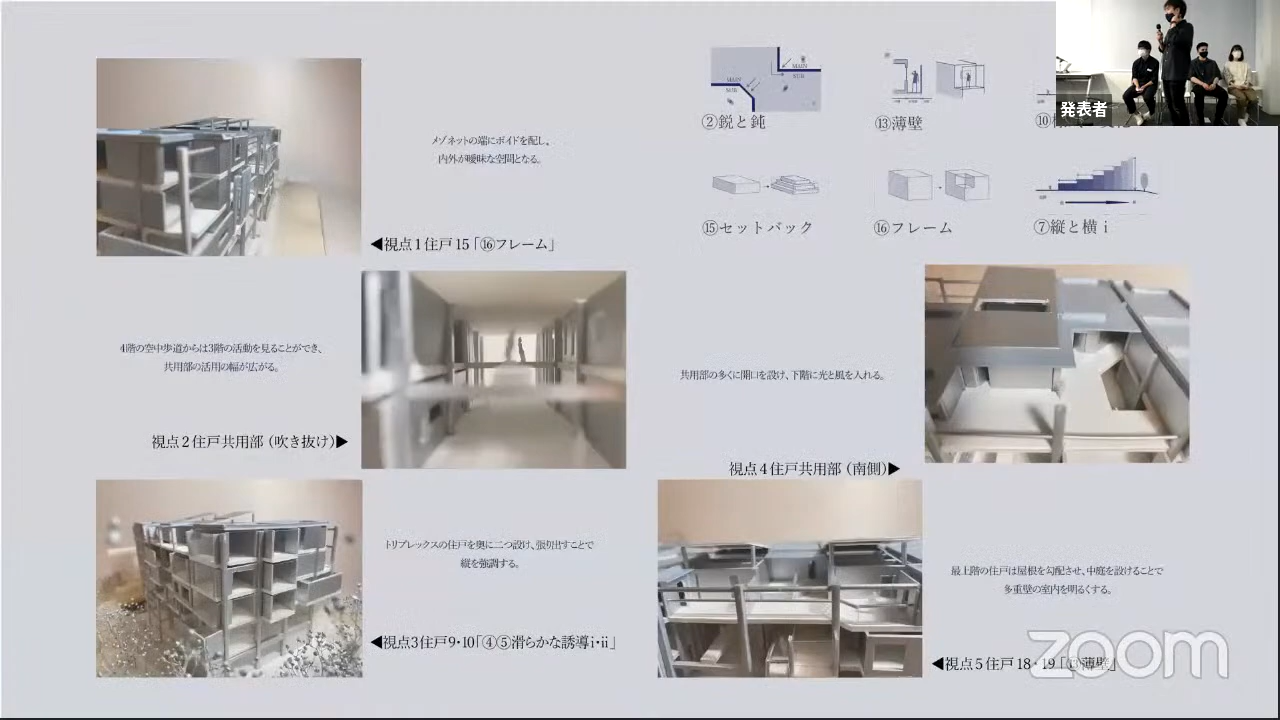 発表者
MAIN
SUB
MAIN
SUB
②鋭と鈍
⑬薄壁
⑩
⑮セットバック
⑯フレーム
⑦縦と横ⅰ
メゾネットの端にボイドを配し、
内外が曖昧な空間となる。
◀視点1住戸15「⑯フレーム」
4階の空中歩道からは3階の活動を見ることができ、
共用部の活用の幅が広がる。
視点2住戸共用部（吹き抜け）▶
共用部の多くに開口を設け、下階に光と風を入れる。
視点4住戸共用部（南側）▶
トリプレックスの住戸を奥に二つ設け、張り出すことで
縦を強調する。
◀視点3住戸9・10「④⑤滑らかな誘導ⅰ・ⅱ」
最上階の住戸は屋根を勾配させ、中庭を設けることで
多重壁の室内を明るくする。
◀視点5住戸18・19「⑬薄壁」
zoom